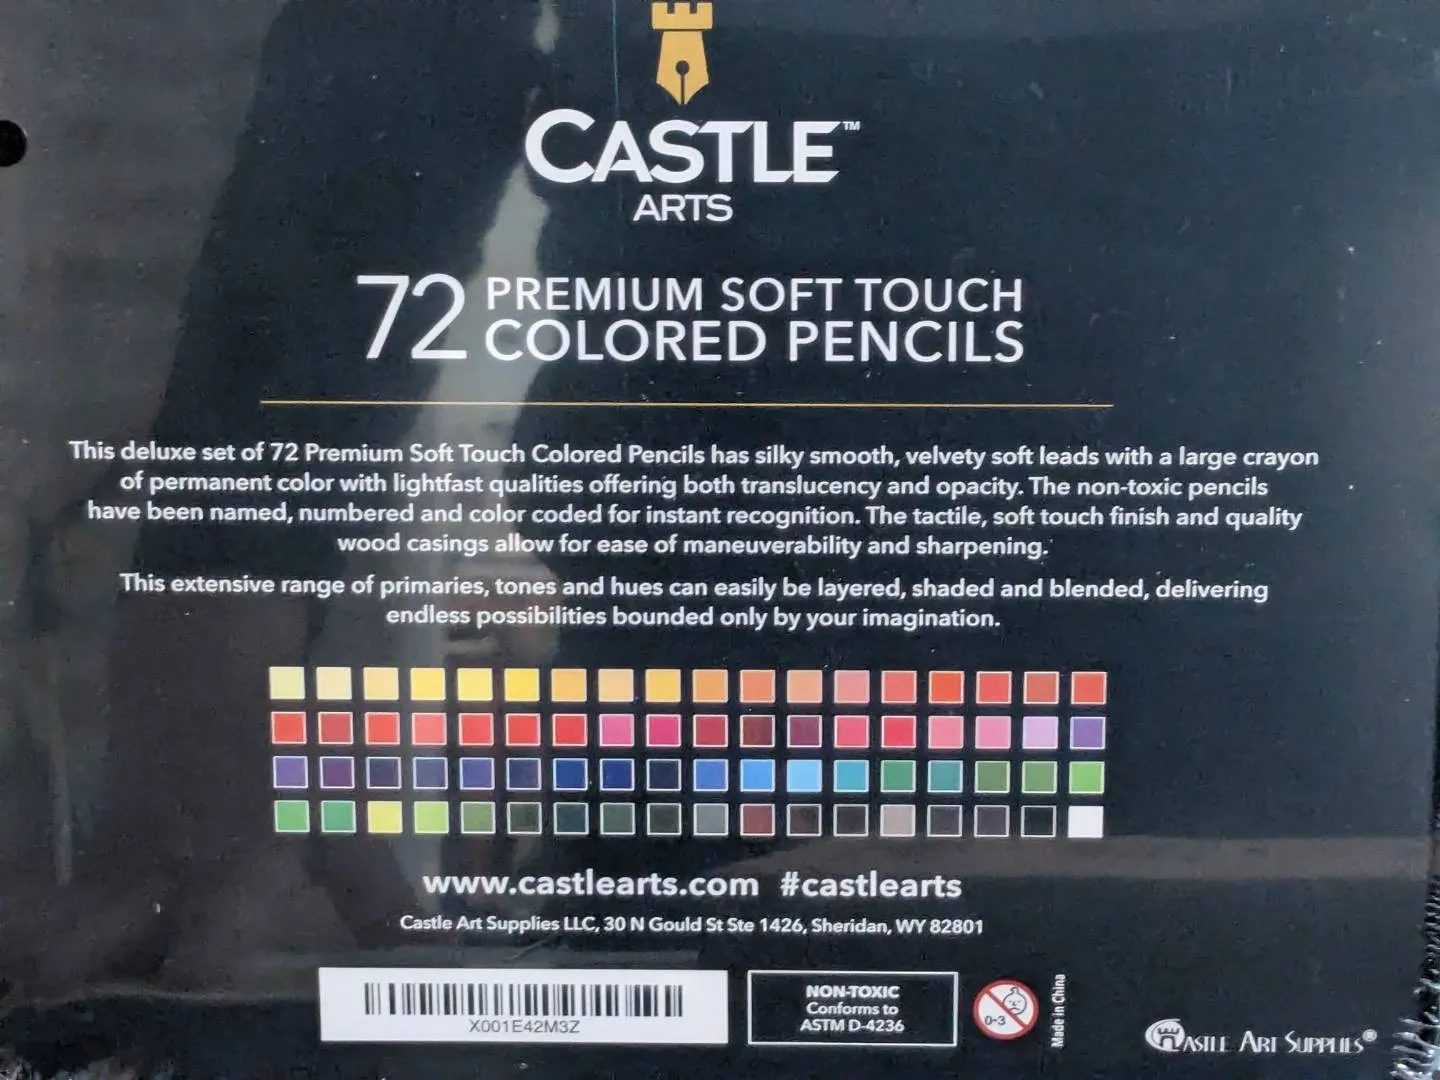 CASTLE™
ARTS
72 PREMIUM SOFT TOUCH
COLORED PENCILS
This deluxe set of 72 Premium Soft Touch Colored Pencils has silky smooth, velvety soft leads with a large crayon
of permanent color with lightfast qualities offering both translucency and opacity. The non-toxic pencils
have been named, numbered and color coded for instant recognition. The tactile, soft touch finish and quality
wood casings allow for ease of maneuverability and sharpening.
This extensive range of primaries, tones and hues can easily be layered, shaded and blended, delivering
endless possibilities bounded only by your imagination.
www.castlearts.com #castlearts
Castle Art Supplies LLC, 30 N Gould St Ste 1426, Sheridan, WY 82801
X001E42M3Z
NON-TOXIC
Conforms to
ASTM D-4236
0-3
Made in China
CASTLE ART SUPPLIES®